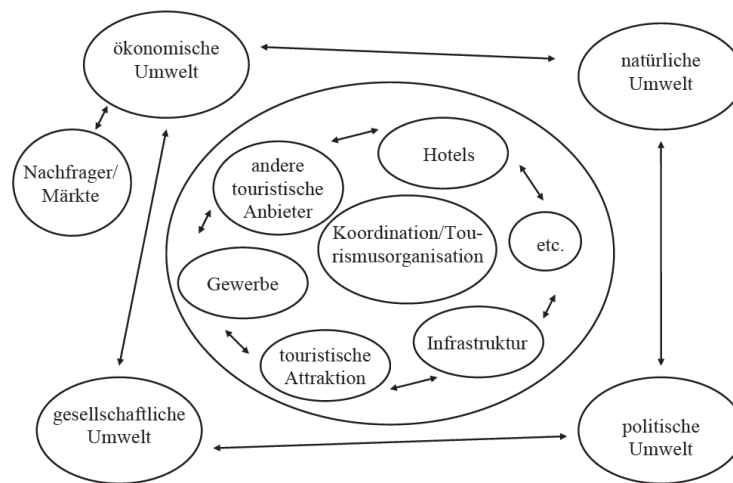 ökonomische
Umwelt
natürliche
Umwelt
Nachfrager/
Märkte
andere
touristische
Anbieter
Hotels
Koordination/Tou-
rismusorganisation
etc.
Gewerbe
touristische
Attraktion
Infrastruktur
gesellschaftliche
Umwelt
politische
Umwelt